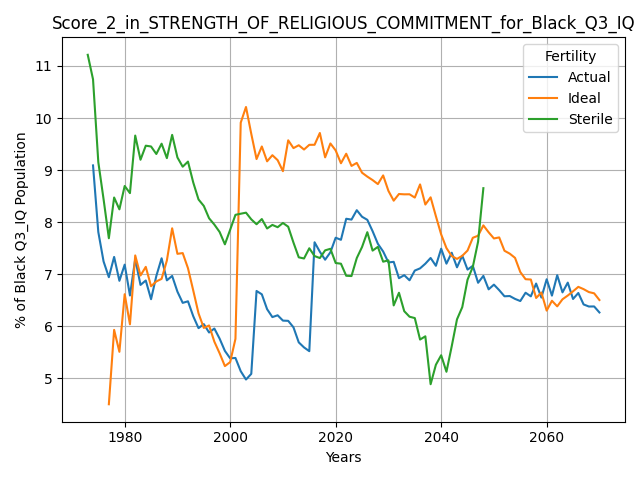 Score_2_in_STRENGTH_OF_RELIGIOUS_COMMITMENT_for_Black_Q3_IQ
% of Black Q3_IQ Population
11
10
9
8
7
6
5
Fertility
Actual
Ideal
Sterile
1980
2000
2020
2040
2060
Years